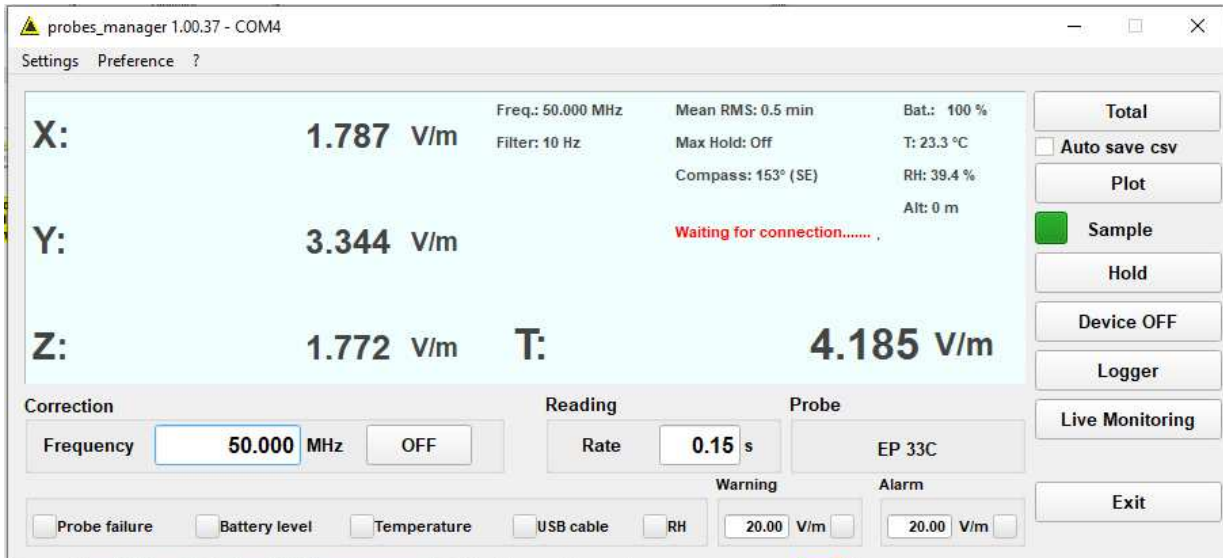 probes_manager 1.00.37 - COM4
Settings Preference ?
X: 1.787 V/m
Freq.: 50.000 MHz Mean RMS: 0.5 min Bat.: 100 %
Filter: 10 Hz Max Hold: Off T: 23.3 ºC
Compass: 153° (SE) RH: 39.4 %
Alt: 0 m
Y: 3.344 V/m
Waiting for connection....... ,
Z: 1.772 V/m T: 4.185 V/m
Total
Auto save csv
Plot
Sample
Hold
Device OFF
Logger
Live Monitoring
Exit
Correction
Frequency 50.000 MHz OFF
Reading
Rate 0.15 s
Probe
EP 33C
Probe failure Battery level Temperature USB cable RH
Warning
20.00 V/m
Alarm
20.00 V/m